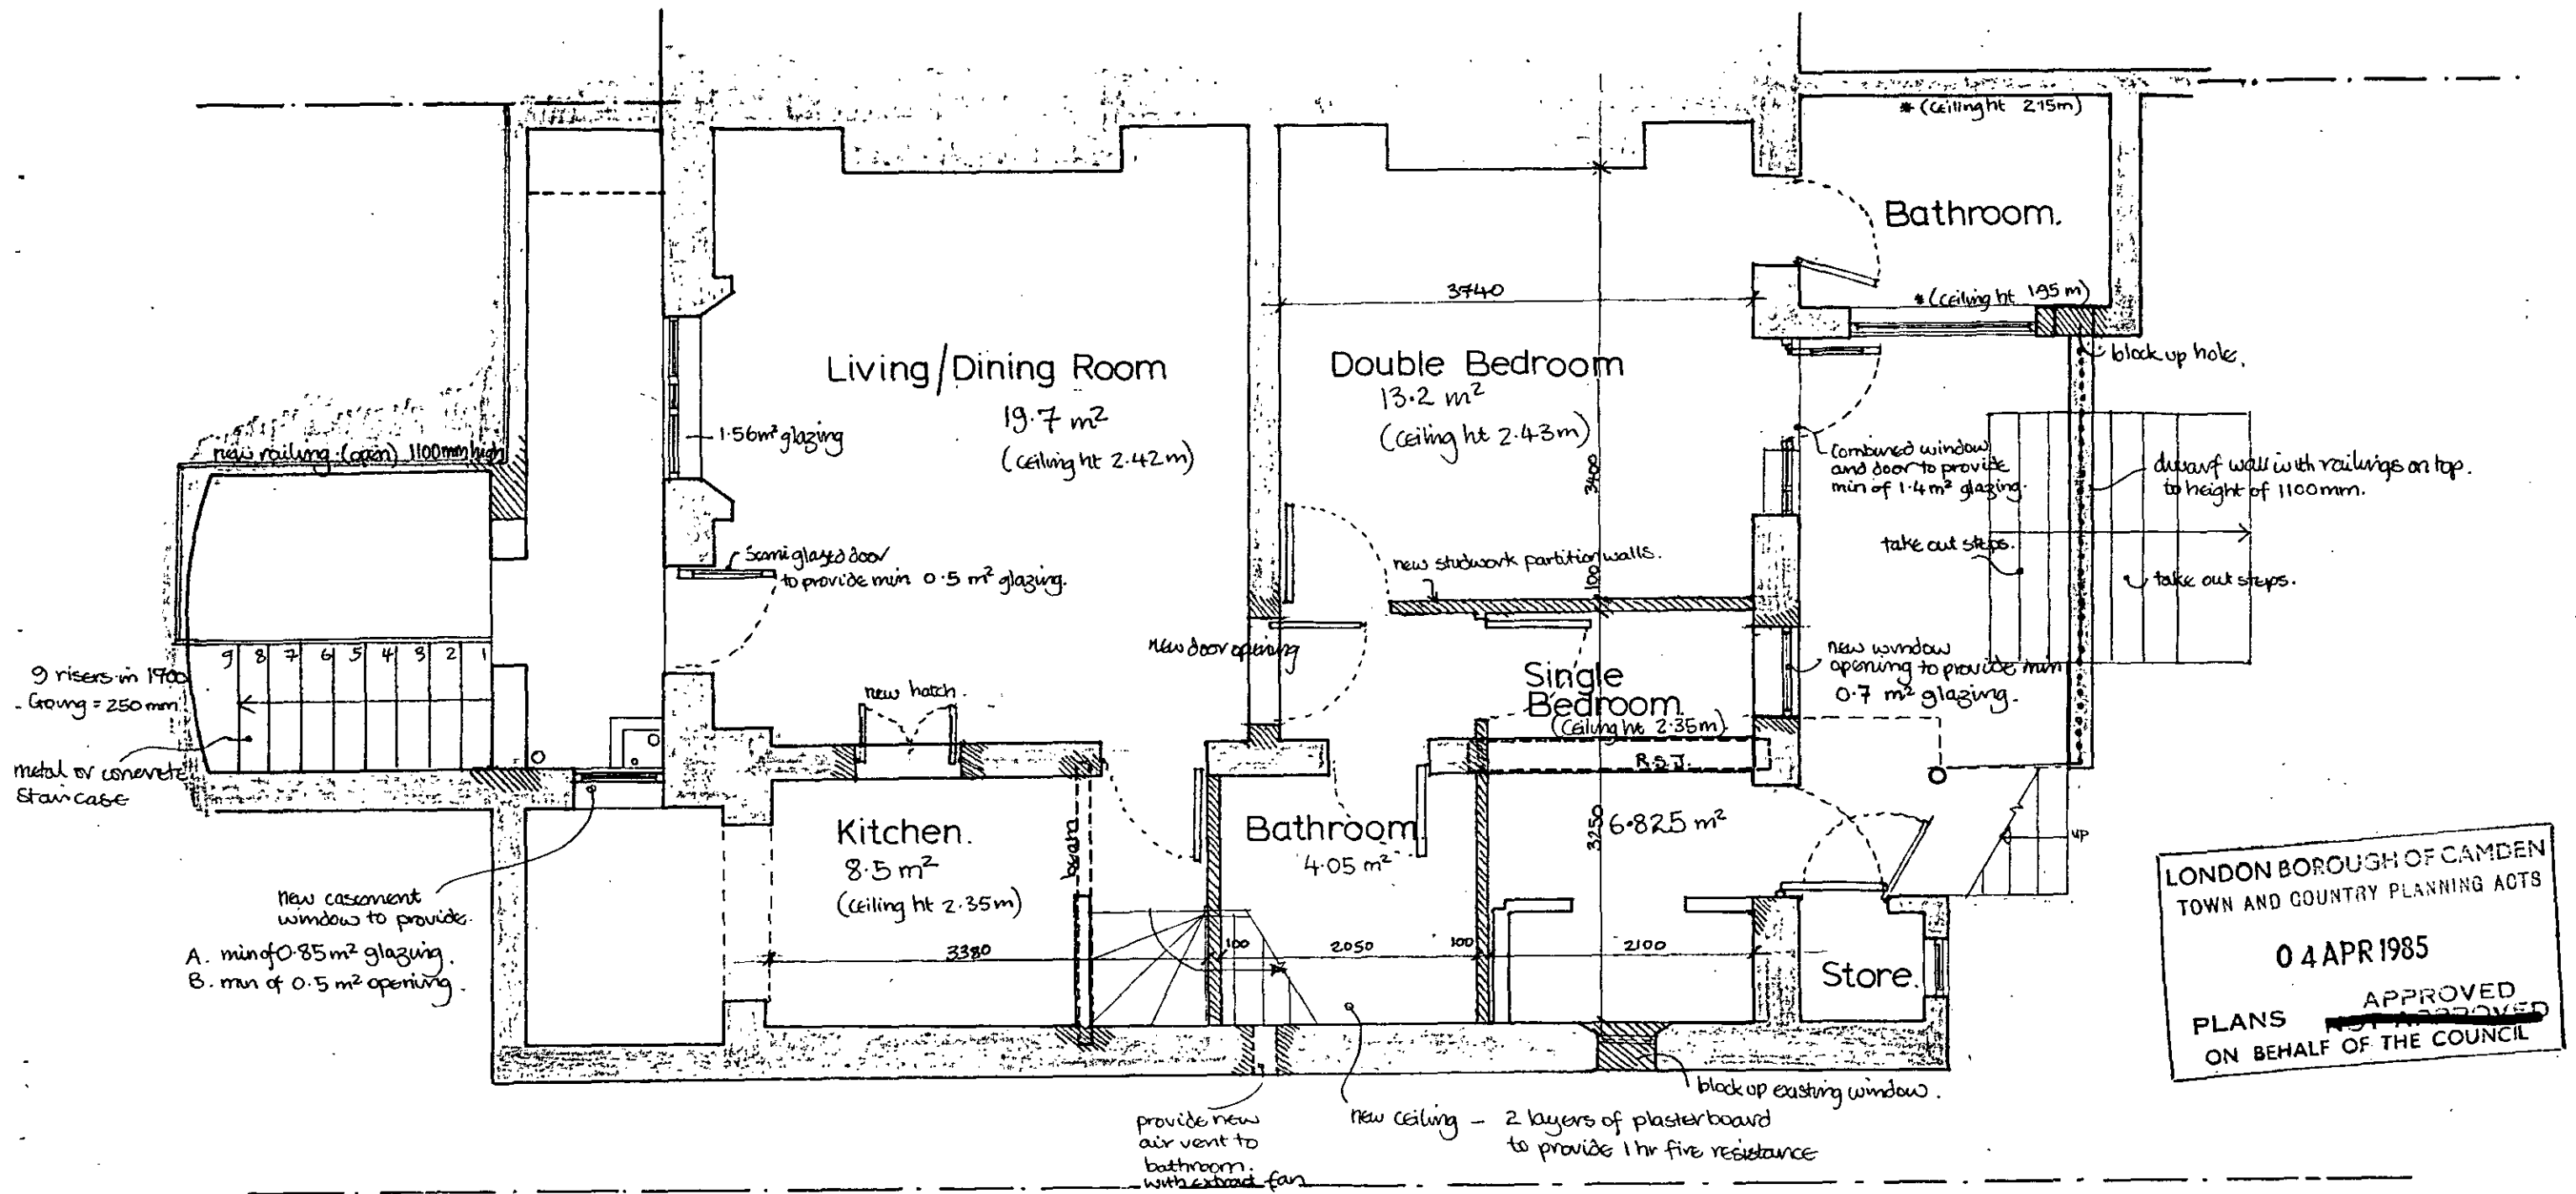 * (ceiling ht 2.15m)
Bathroom.
* (ceiling ht 1.95 m)
3740
block up hole.
Living/Dining Room
19.7 m²
(ceiling ht 2.42m)
1.56m² glazing
Double Bedroom
13.2 m²
(ceiling ht 2.43m)
3400
combined window
and door to provide
min of 1.4m² glazing.
dwarf wall with railings on top.
to height of 1100mm.
new railing (open) 1100mm high
Semi glazed door
to provide min 0.5 m² glazing.
new studwork partition walls.
100
take out steps.
take out steps.
new door opening
9 8 7 6 5 4 3 2 1
9 risers in 1700
Going = 250 mm
new hatch.
Single
Bedroom
(Ceiling ht 2.35m)
new window
opening to provide min
0.7 m² glazing.
R.S.J.
metal or concrete
Staircase
Kitchen.
8.5 m²
(ceiling ht 2.35m)
Bathroom
4.05 m²
3250
6.825 m²
UP
new casement
window to provide.
A. min of 0.85m² glazing.
B. min of 0.5 m² opening.
3380
100
2050
100
2100
Store.
LONDON BOROUGH OF CAMDEN
TOWN AND COUNTRY PLANNING ACTS
04 APR 1985
APPROVED
PLANS NOT APPROVED
ON BEHALF OF THE COUNCIL
block up existing window.
provide new
air vent to
bathroom.
with extract fan
new ceiling – 2 layers of plasterboard
to provide 1 hr fire resistance